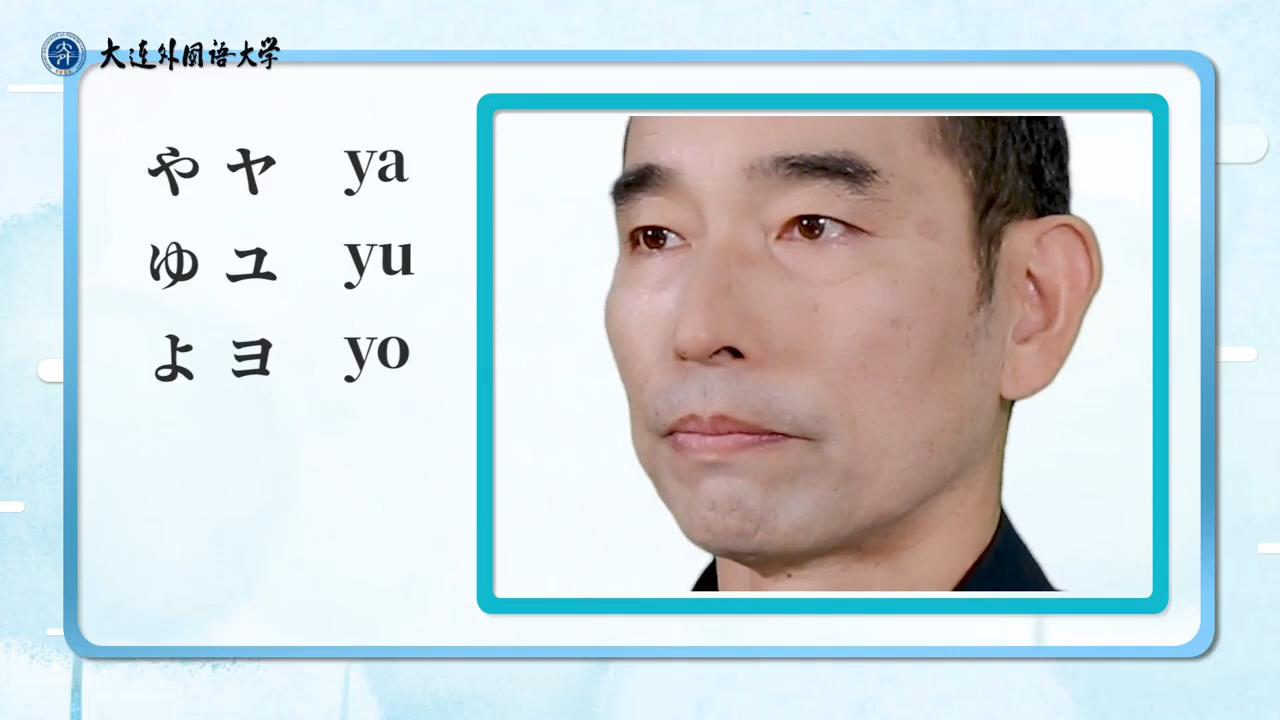 大连外国语大学
や ヤ ya
ゆ ユ yu
よ ヨ yo